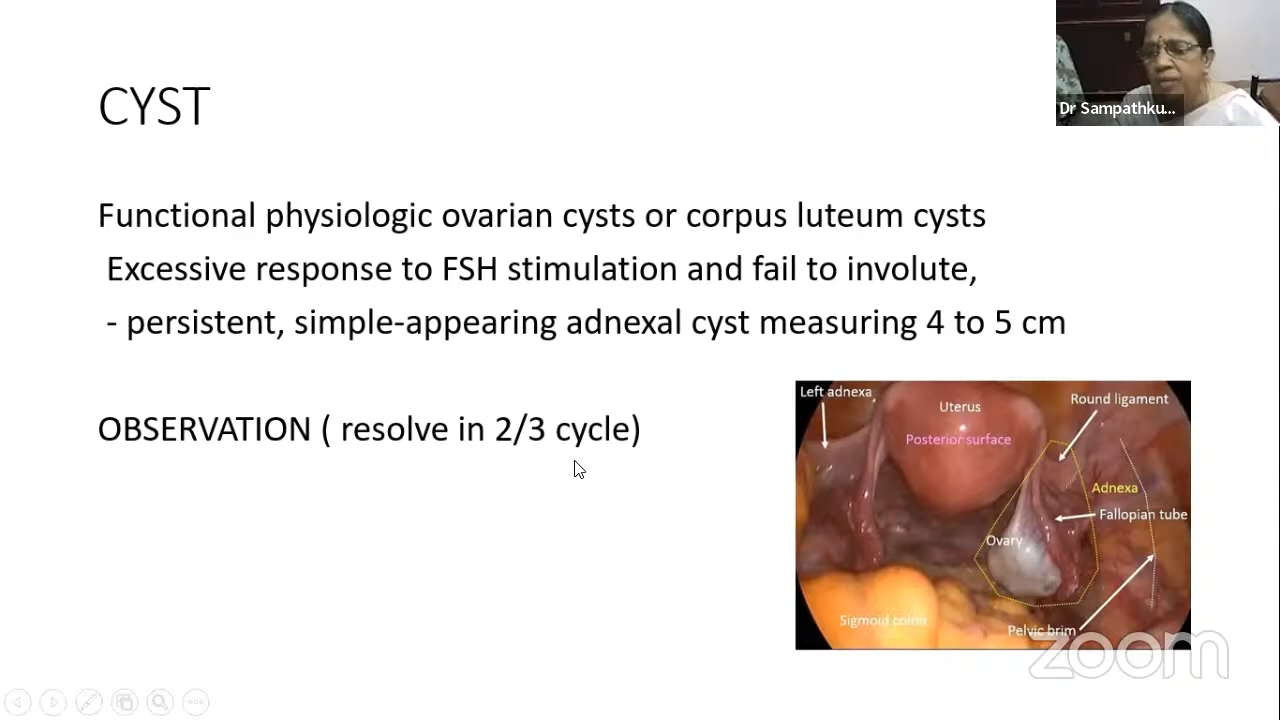 CYST
Dr Sampathku...
Functional physiologic ovarian cysts or corpus luteum cysts
Excessive response to FSH stimulation and fail to involute,
- persistent, simple-appearing adnexal cyst measuring 4 to 5 cm
OBSERVATION ( resolve in 2/3 cycle)
Left adnexa
Uterus
Round ligament
Posterior surface
Adnexa
Fallopian tube
Ovary
Sigmoid colon
Pelvic brim
zoom